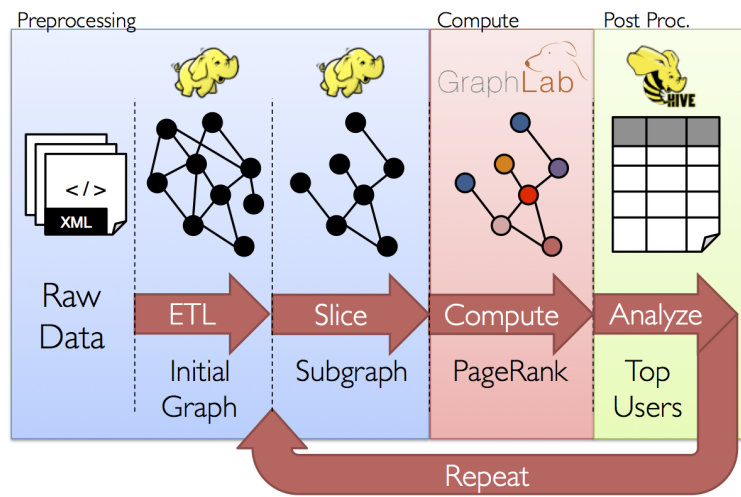 Preprocessing
Compute
Post Proc.
GraphLab
HIVE
< / >
XML
Raw
Data
ETL
Slice
Compute
Analyze
Initial
Graph
Subgraph
PageRank
Top
Users
Repeat